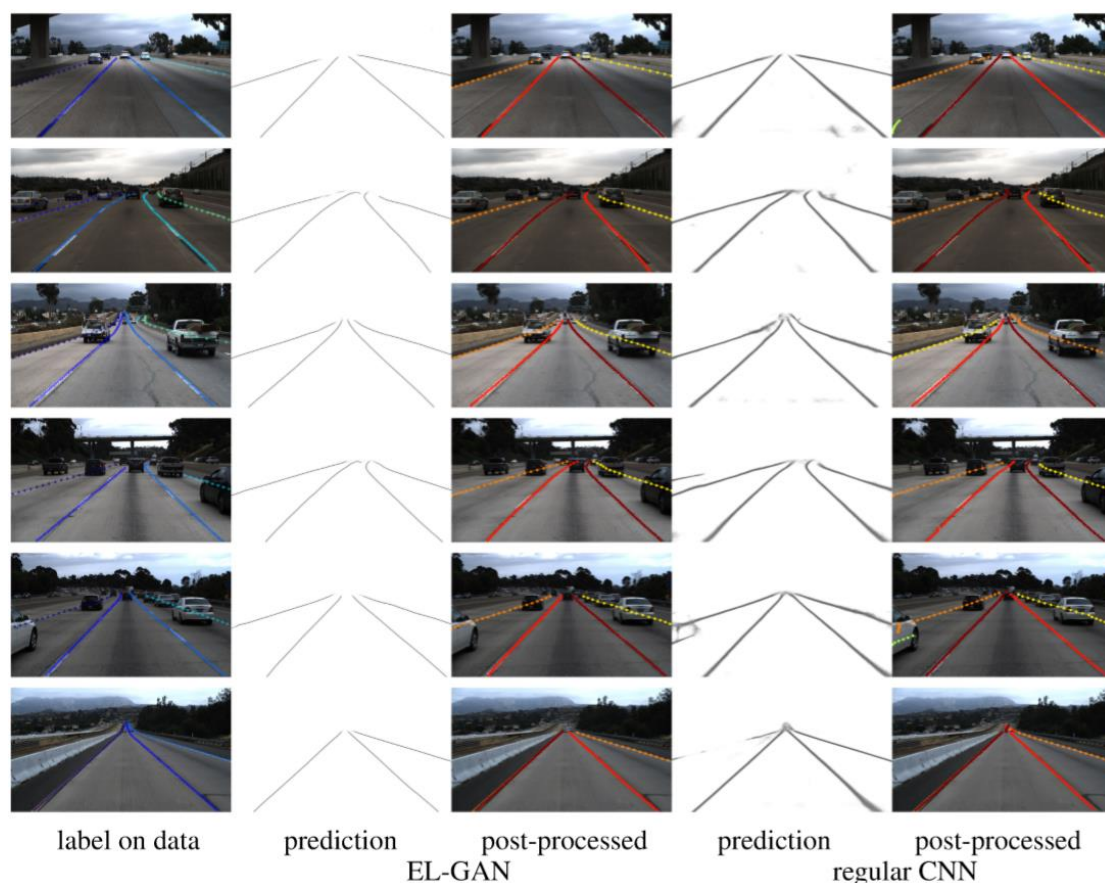 label on data prediction post-processed prediction post-processed
EL-GAN regular CNN